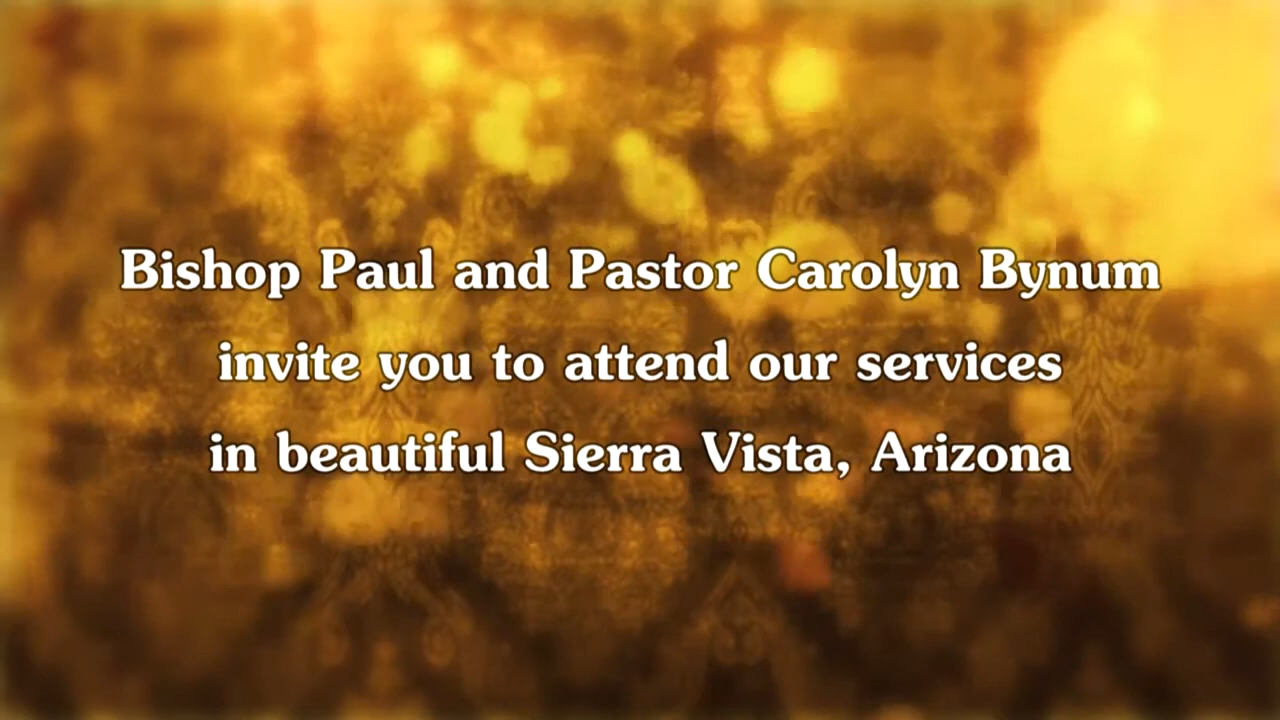 Bishop Paul and Pastor Carolyn Bynum
invite you to attend our services
in beautiful Sierra Vista, Arizona